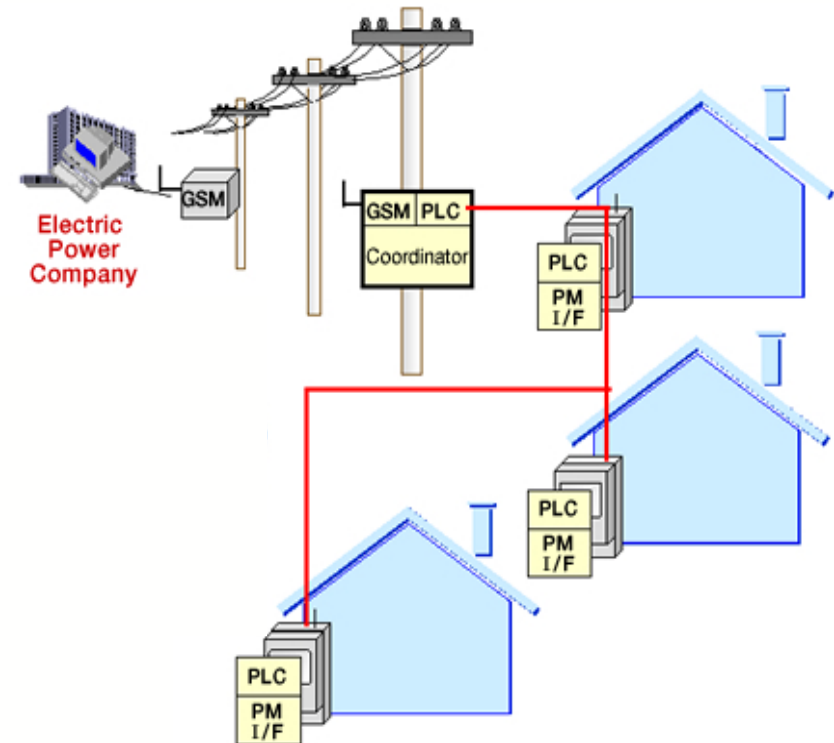 Electric
Power
Company
GSM
GSM PLC
Coordinator
PLC
PM
I/F
PLC
PM
I/F
PLC
PM
I/F